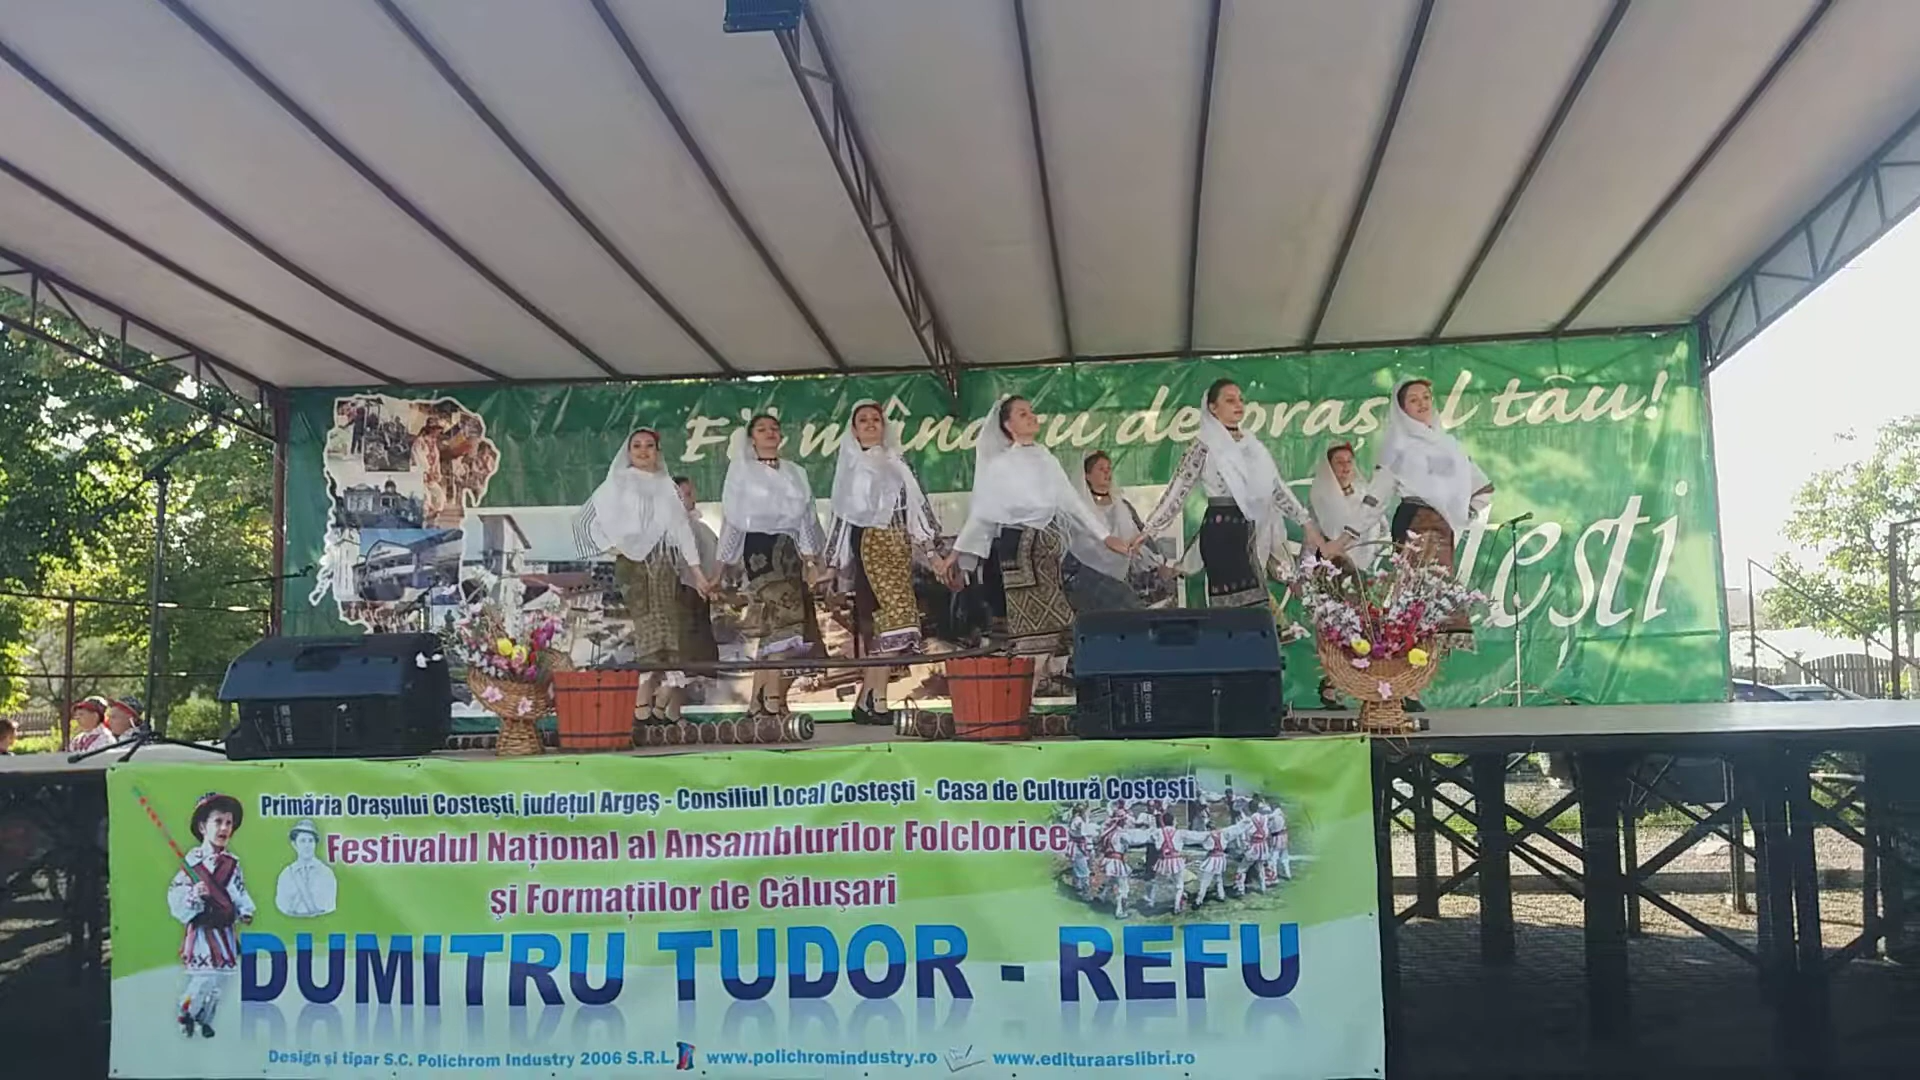 Fii mândru de orașul tău!
Primăria Orașului Costești, județul Argeș - Consiliul Local Costești - Casa de Cultură Costești
Festivalul Național al Ansamblurilor Folclorice
și Formațiilor de Călușari
DUMITRU TUDOR - REFU
Design și tipar S.C. Polichrom Industry 2006 S.R.L. www.polichromindustry.ro www.edituraarslibri.ro